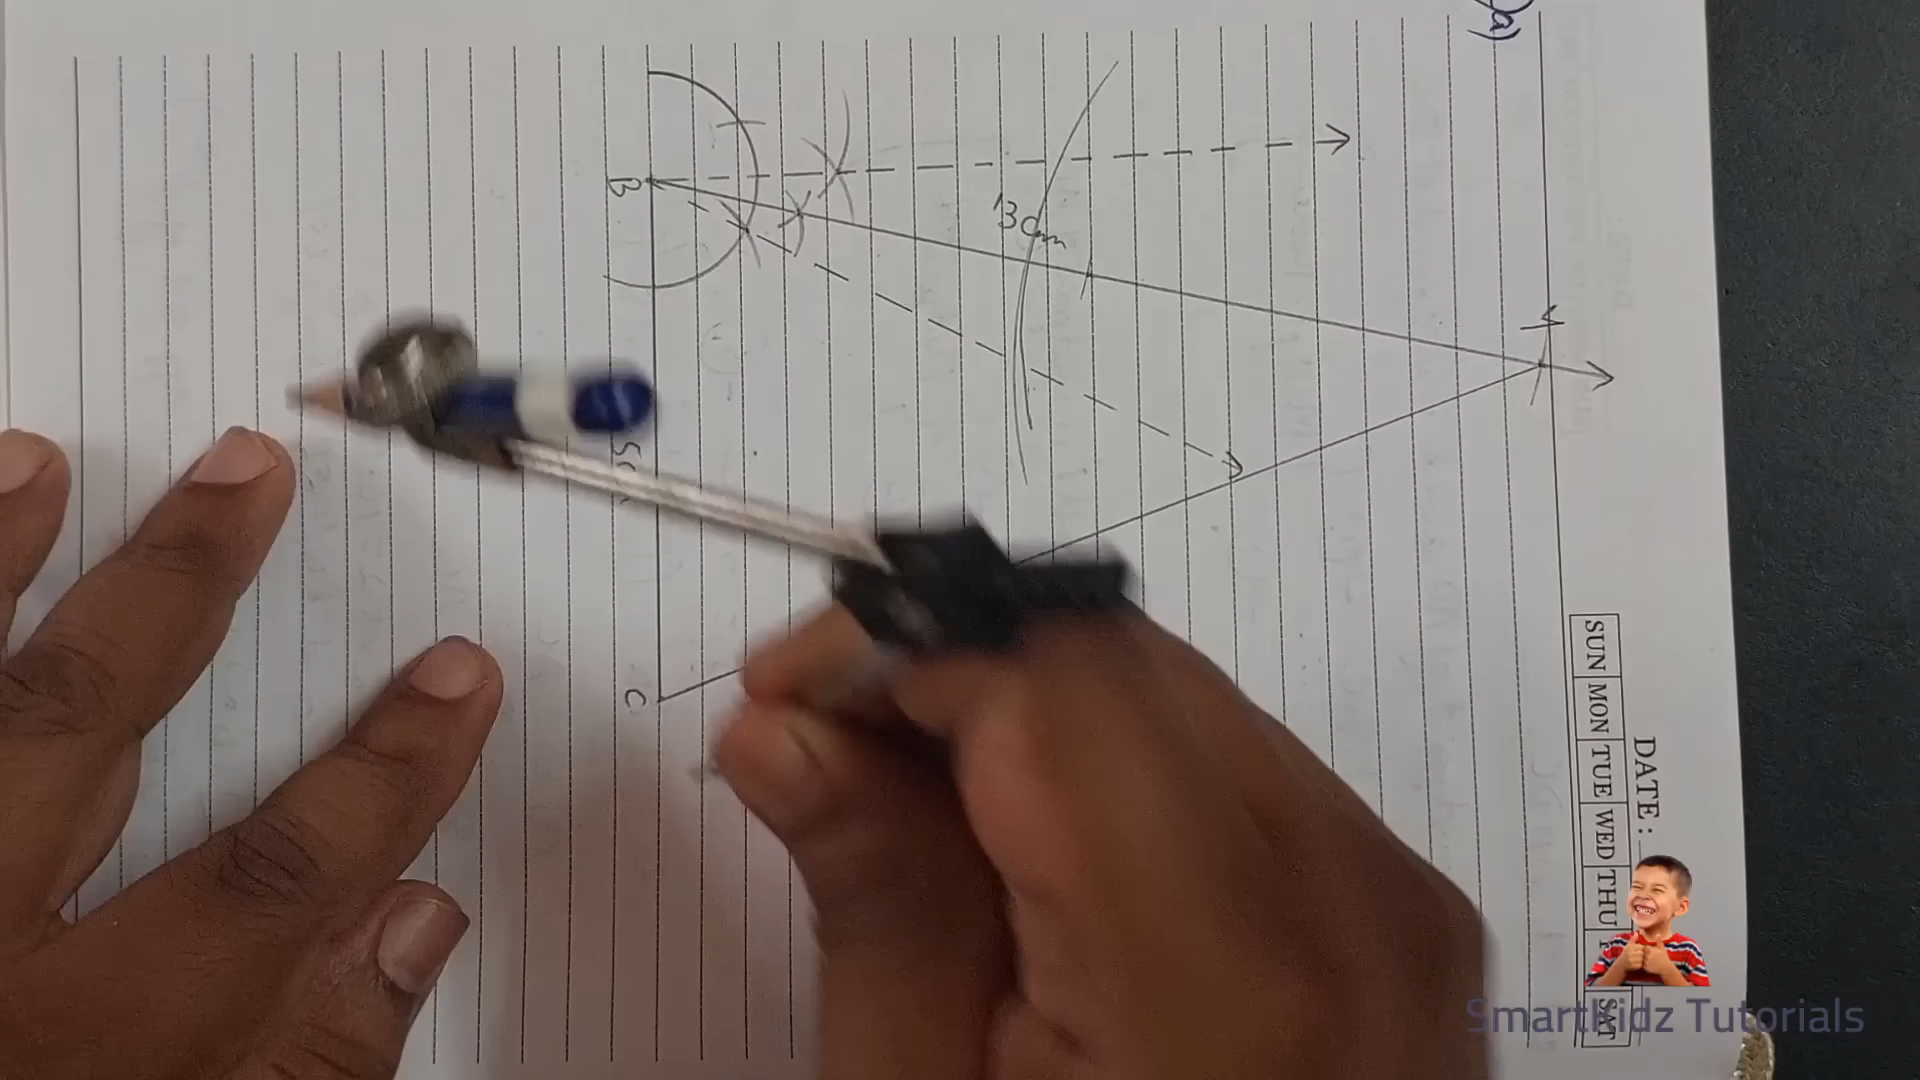 a)
DATE :
SUN MON TUE WED THU SAT
B
13cm
C
Smartkidz Tutorials